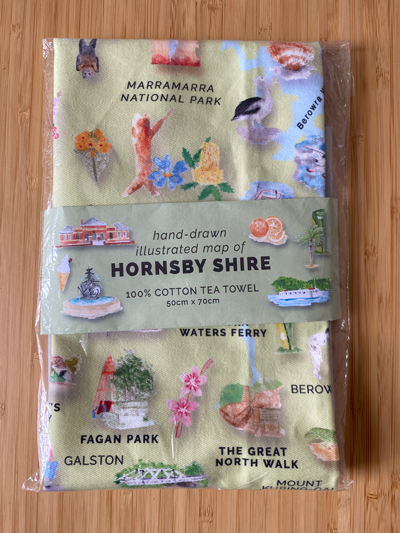 MARRAMARRA
NATIONAL PARK
Berowra
hand-drawn
illustrated map of
HORNSBY SHIRE
100% COTTON TEA TOWEL
50cm x 70cm
WATERS FERRY
BEROW
'S
FAGAN PARK
GALSTON
THE GREAT
NORTH WALK
MOUNT